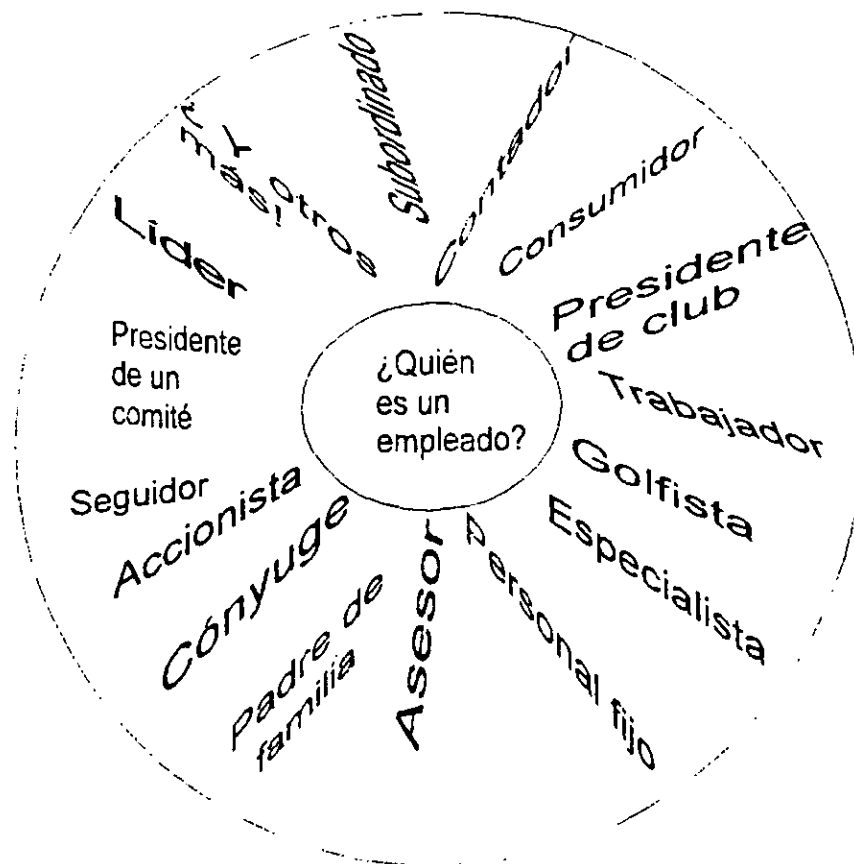 ¿Quién
es un
empleado?
Subordinado
Contador
Consumidor
Presidente
de club
Trabajador
Golfista
Especialista
Personal fijo
Asesor
Padre de
familia
Cónyuge
Accionista
Seguidor
Presidente
de un
comité
Líder
¿Y otros
más!